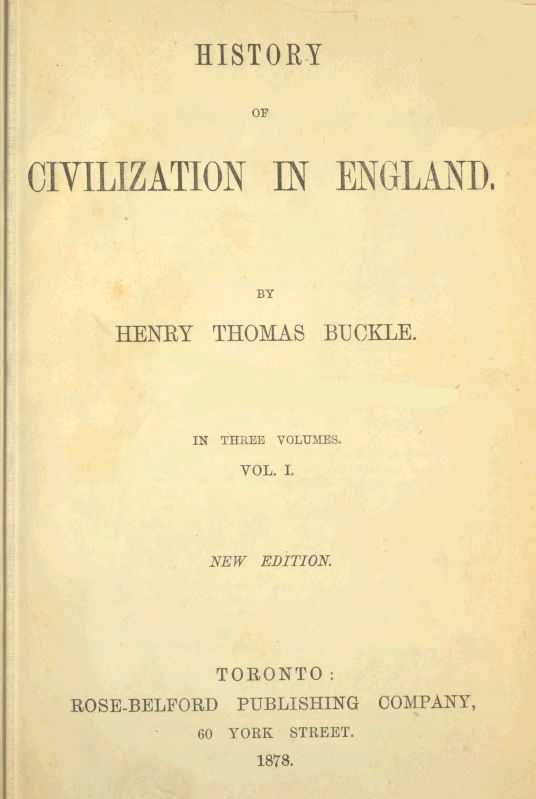 HISTORY
OF
CIVILIZATION IN ENGLAND.
BY
HENRY THOMAS BUCKLE.
IN THREE VOLUMES.
VOL. I.
NEW EDITION.
TORONTO:
ROSE-BELFORD PUBLISHING COMPANY,
60 YORK STREET.
1878.